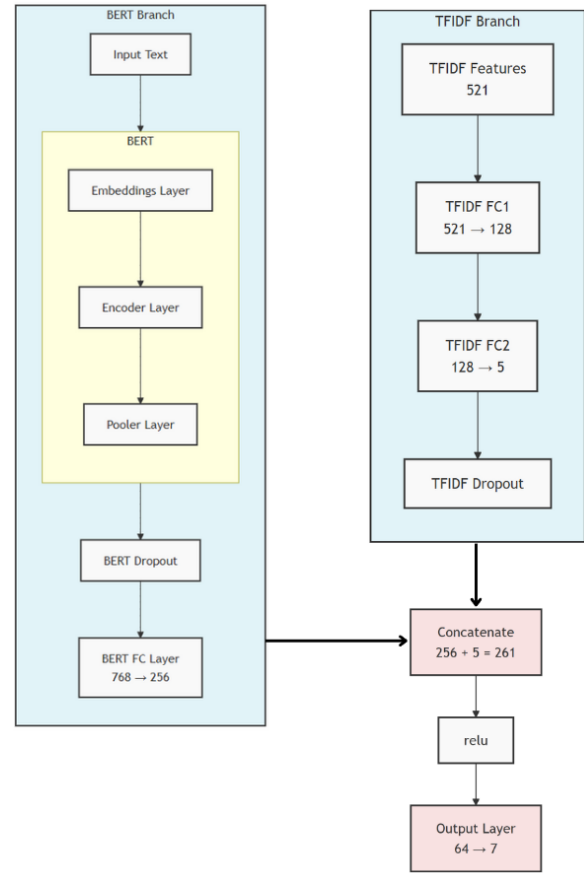 BERT Branch
Input Text
BERT
Embeddings Layer
Encoder Layer
Pooler Layer
BERT Dropout
BERT FC Layer
768 → 256
TFIDF Branch
TFIDF Features
521
TFIDF FC1
521 → 128
TFIDF FC2
128 → 5
TFIDF Dropout
Concatenate
256 + 5 = 261
relu
Output Layer
64 → 7